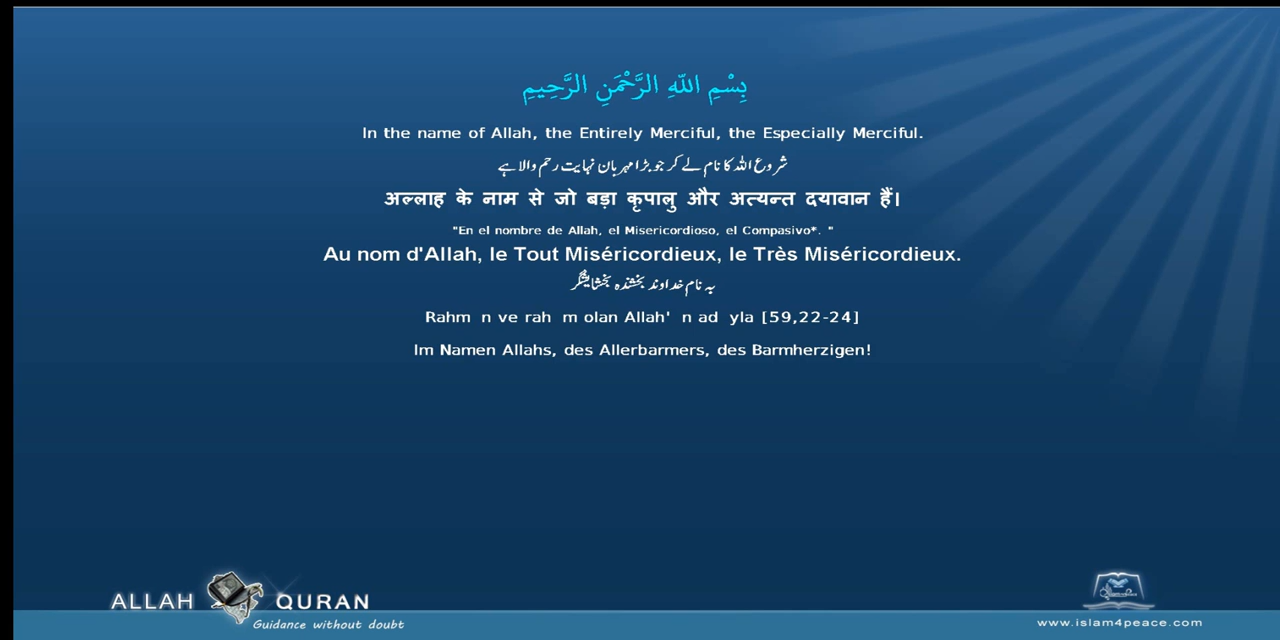 بِسْمِ اللَّهِ الرَّحْمَنِ الرَّحِيمِ
In the name of Allah, the Entirely Merciful, the Especially Merciful.
شروع الله کا نام لے کر جو بڑا مہربان نہایت رحم والا ہے
अल्लाह के नाम से जो बड़ा कृपालु और अत्यन्त दयावान हैं।
"En el nombre de Allah, el Misericordioso, el Compasivo*. "
Au nom d'Allah, le Tout Miséricordieux, le Très Miséricordieux.
به نام خداوند بخشنده بخشایشگر
Rahm n ve rah m olan Allah' n ad yla [59,22-24]
Im Namen Allahs, des Allerbarmers, des Barmherzigen!
ALLAH QURAN
Guidance without doubt
www.islam4peace.com